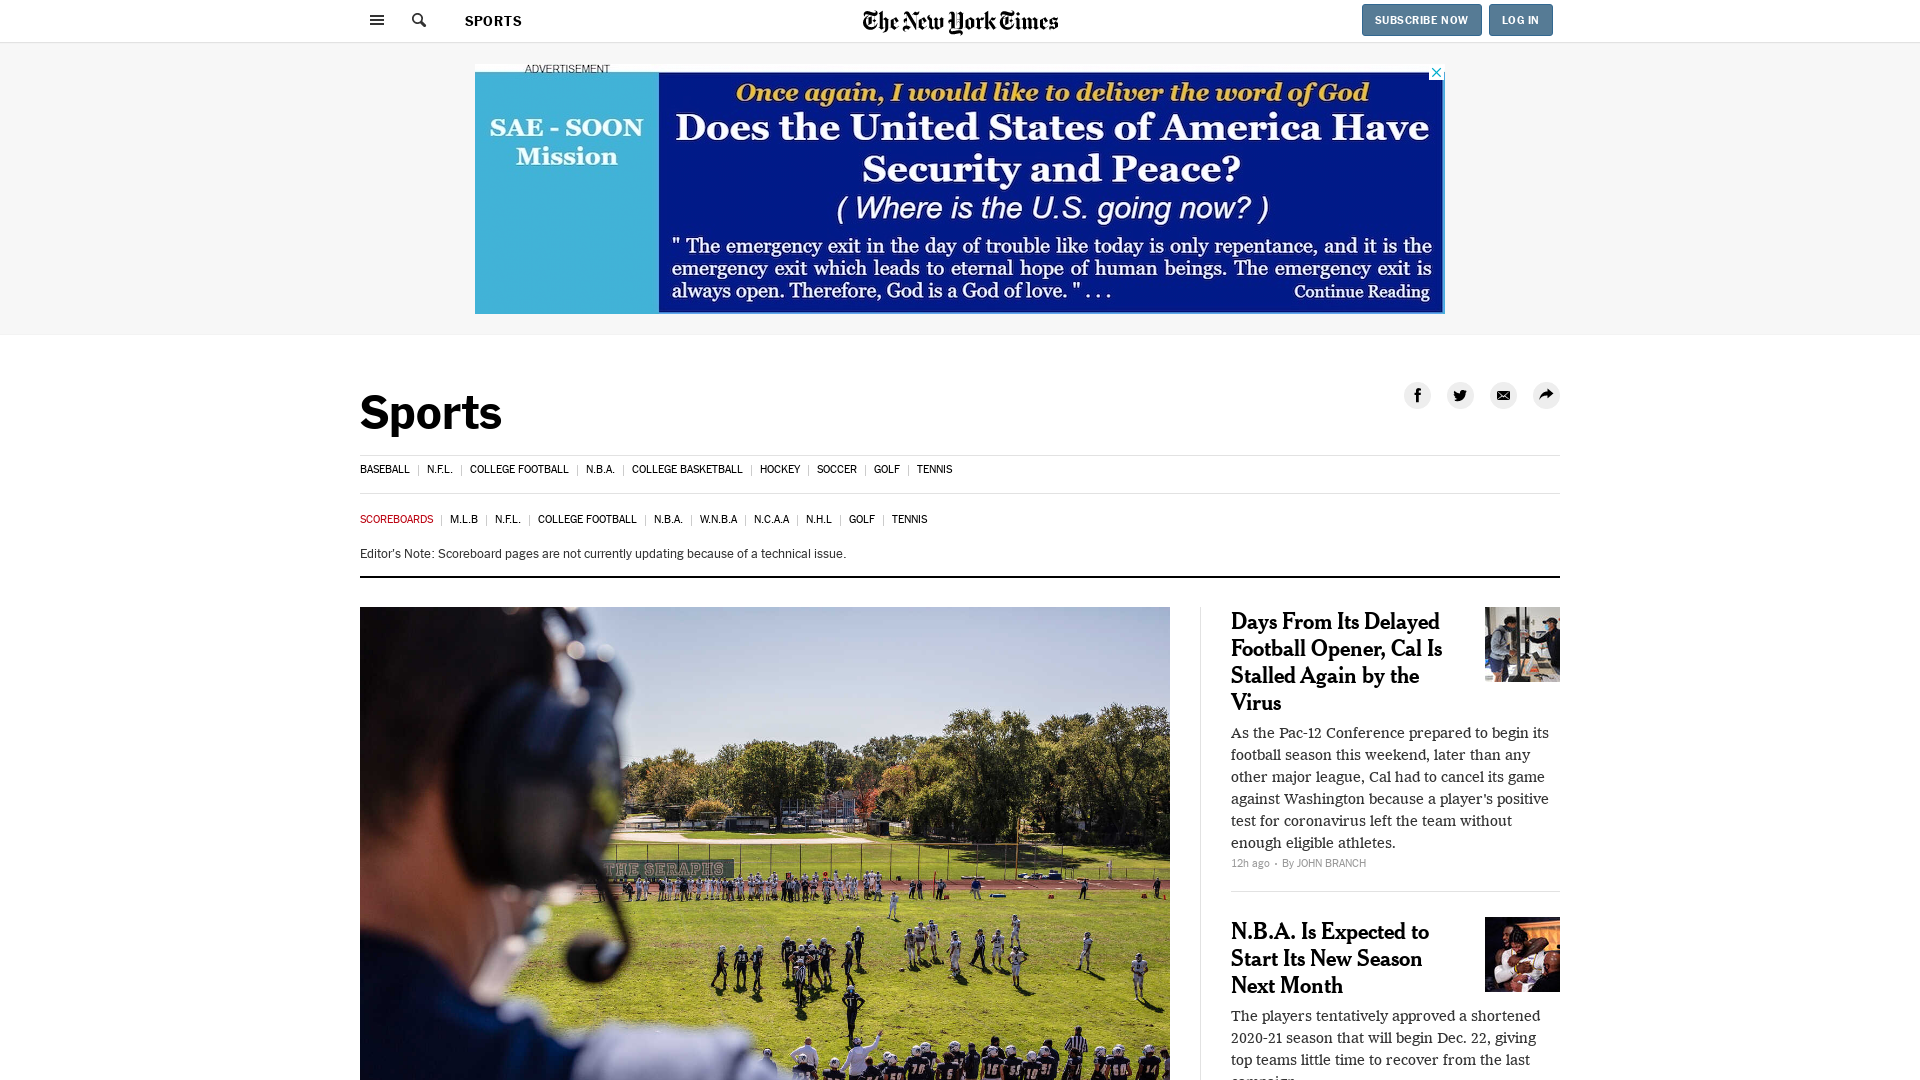 SPORTS
The New York Times
SUBSCRIBE NOW
LOG IN
ADVERTISEMENT
SAE - SOON
Mission
Once again, I would like to deliver the word of God
Does the United States of America Have
Security and Peace?
( Where is the U.S. going now? )
" The emergency exit in the day of trouble like today is only repentance, and it is the
emergency exit which leads to eternal hope of human beings. The emergency exit is
always open. Therefore, God is a God of love. " . . .
Continue Reading
Sports
BASEBALL | N.F.L. | COLLEGE FOOTBALL | N.B.A. | COLLEGE BASKETBALL | HOCKEY | SOCCER | GOLF | TENNIS
SCOREBOARDS | M.L.B | N.F.L. | COLLEGE FOOTBALL | N.B.A. | W.N.B.A | N.C.A.A | N.H.L | GOLF | TENNIS
Editor's Note: Scoreboard pages are not currently updating because of a technical issue.
THE SERAPHS
Days From Its Delayed
Football Opener, Cal Is
Stalled Again by the
Virus
As the Pac-12 Conference prepared to begin its
football season this weekend, later than any
other major league, Cal had to cancel its game
against Washington because a player's positive
test for coronavirus left the team without
enough eligible athletes.
12h ago • By JOHN BRANCH
N.B.A. Is Expected to
Start Its New Season
Next Month
The players tentatively approved a shortened
2020-21 season that will begin Dec. 22, giving
top teams little time to recover from the last